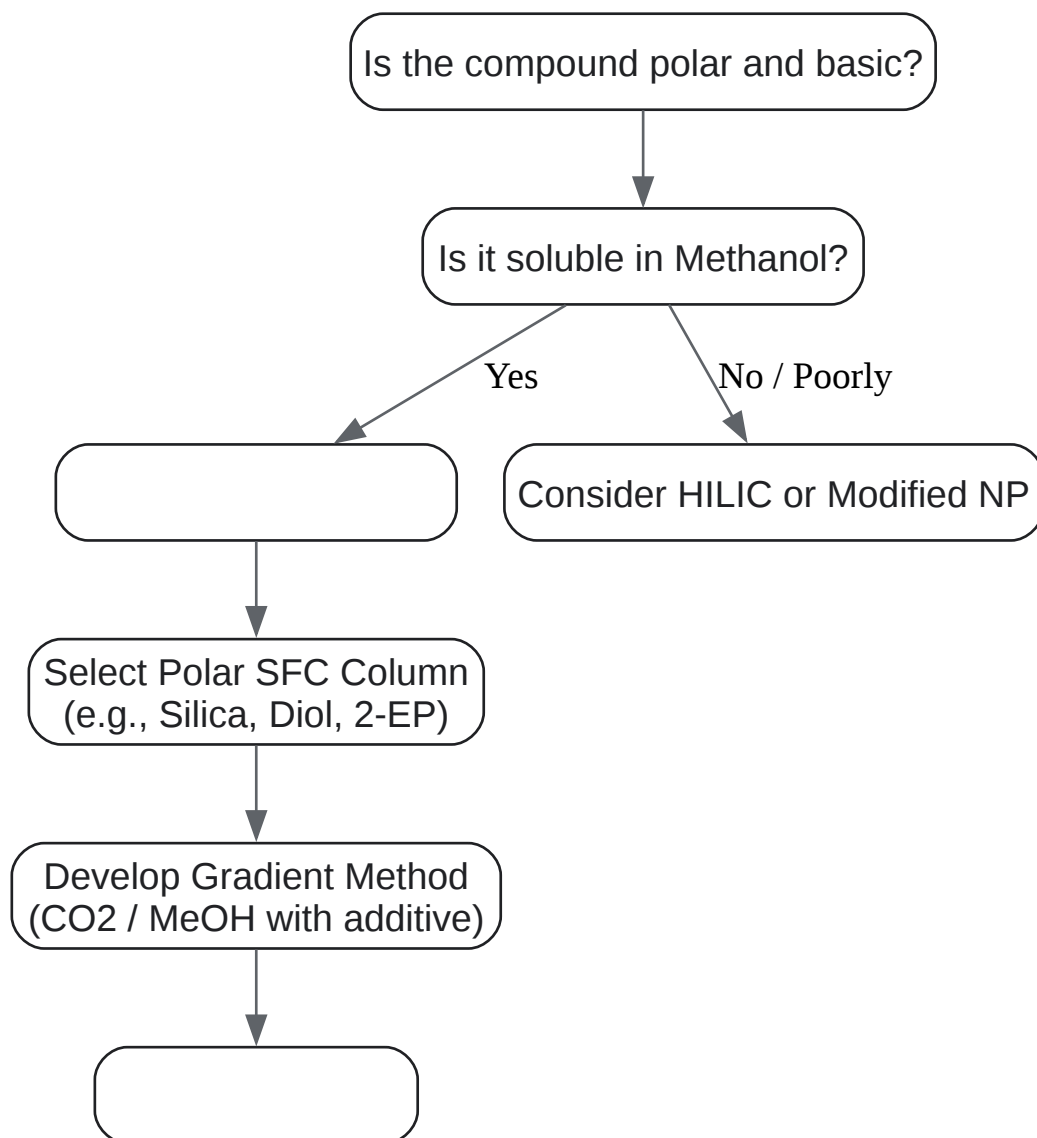 Is the compound polar and basic?
Is it soluble in Methanol?
Yes
No / Poorly
Consider HILIC or Modified NP
Select Polar SFC Column
(e.g., Silica, Diol, 2-EP)
Develop Gradient Method
(CO2 / MeOH with additive)